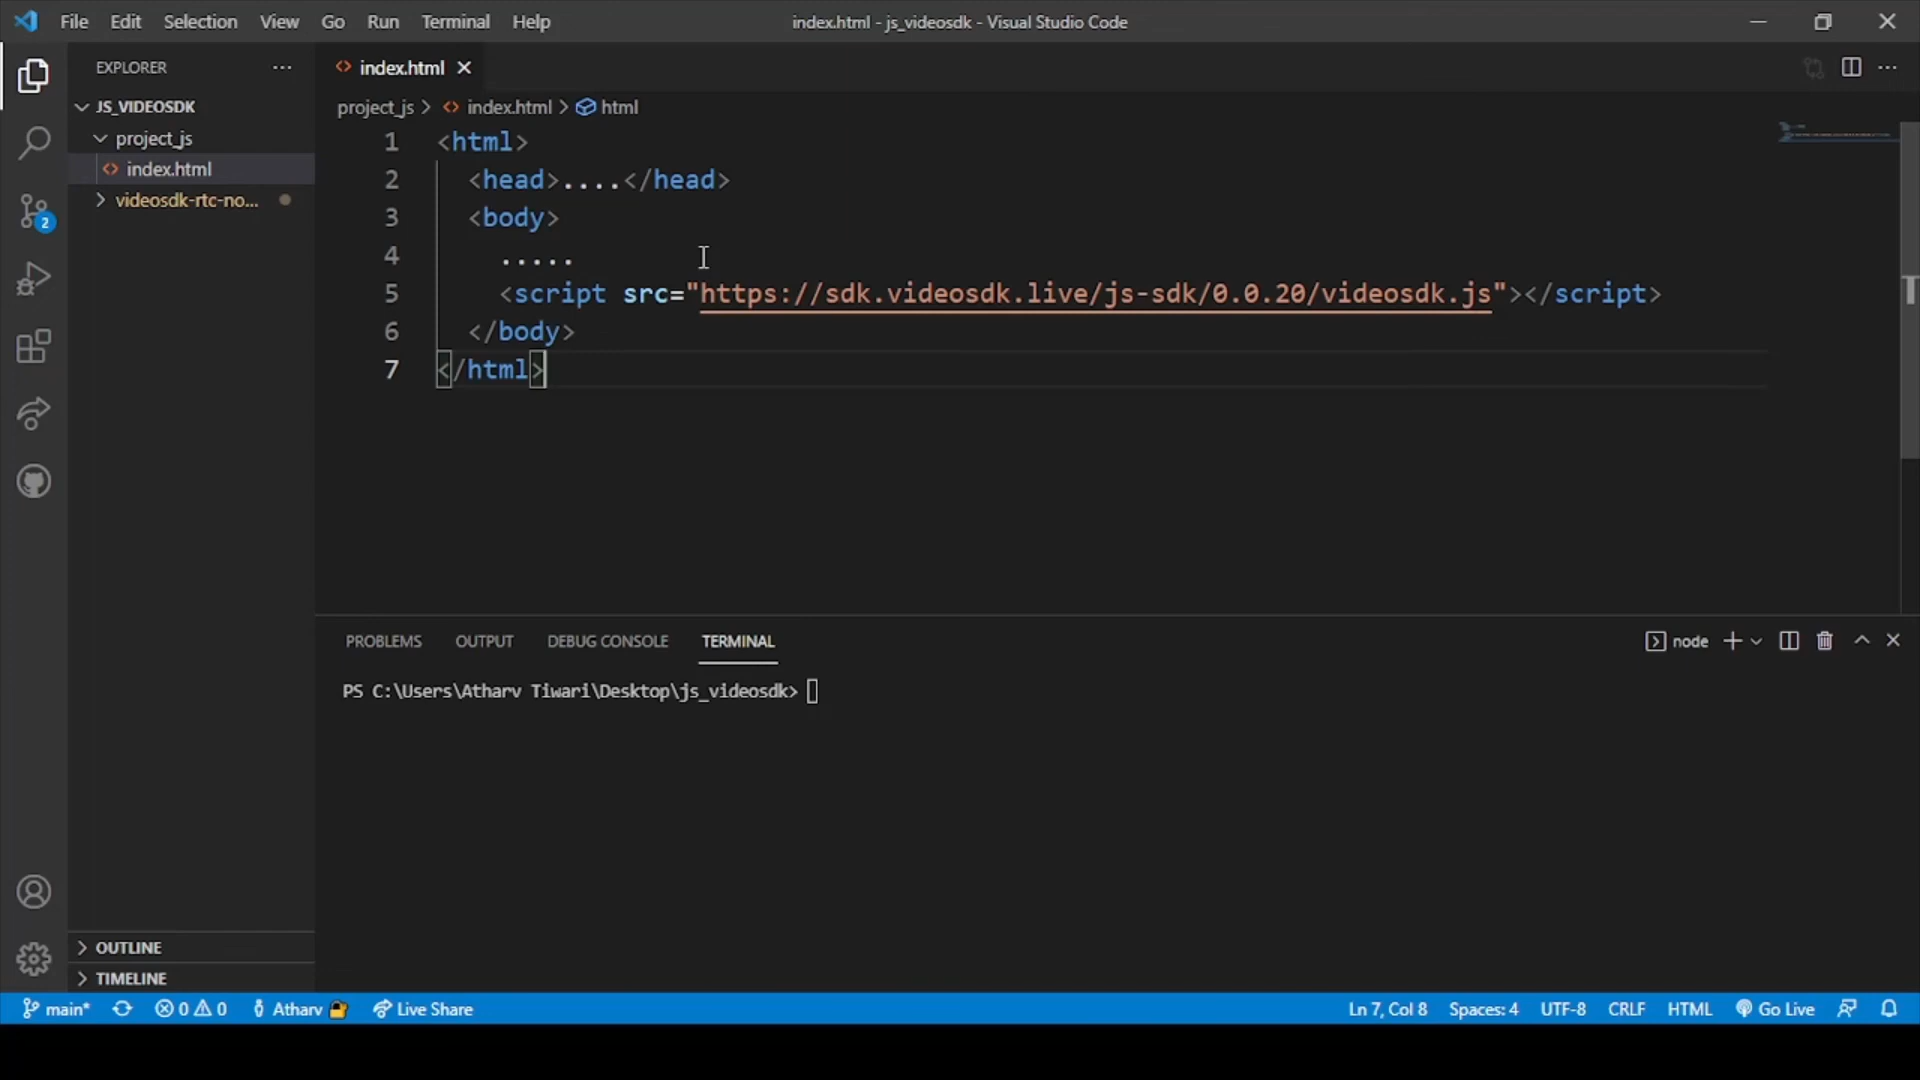 File Edit Selection View Go Run Terminal Help
index.html - js_videosdk - Visual Studio Code
EXPLORER
index.html
JS_VIDEOSDK
project_js > index.html > html
project_js
index.html
videosdk-rtc-no...
1 <html>
2 <head>....</head>
3 <body>
4 .....
5 <script src="https://sdk.videosdk.live/js-sdk/0.0.20/videosdk.js"></script>
6 </body>
7 </html>
2
PROBLEMS OUTPUT DEBUG CONSOLE TERMINAL
node
PS C:\Users\Atharv Tiwari\Desktop\js_videosdk>
OUTLINE
TIMELINE
main* 0 0 Atharv Live Share Ln 7, Col 8 Spaces: 4 UTF-8 CRLF HTML Go Live